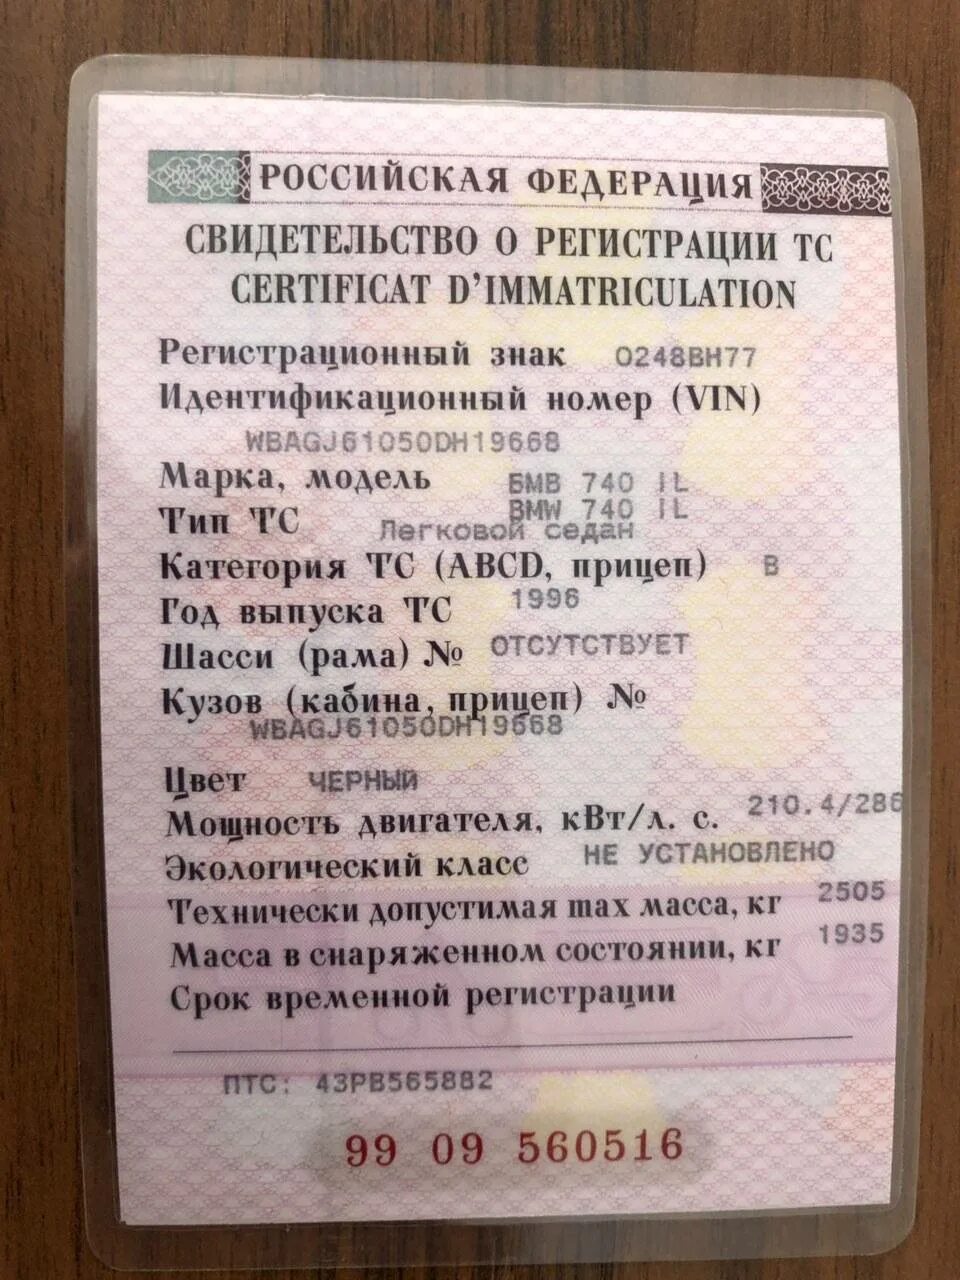 РОССИЙСКАЯ ФЕДЕРАЦИЯ
СВИДЕТЕЛЬСТВО О РЕГИСТРАЦИИ ТС
CERTIFICAT D'IMMATRICULATION
Регистрационный знак О248ВН77
Идентификационный номер (VIN)
WBAGJ61050DH19668
Марка, модель БМВ 740 IL
BMW 740 IL
Тип ТС Легковой седан
Категория ТС (ABCD, прицеп) B
Год выпуска ТС 1996
Шасси (рама) № ОТСУТСТВУЕТ
Кузов (кабина, прицеп) №
WBAGJ61050DH19668
Цвет ЧЕРНЫЙ
Мощность двигателя, кВт/л. с. 210.4/286
Экологический класс НЕ УСТАНОВЛЕНО
Технически допустимая max масса, кг 2505
Масса в снаряженном состоянии, кг 1935
Срок временной регистрации
ПТС: 43РВ565882
99 09 560516